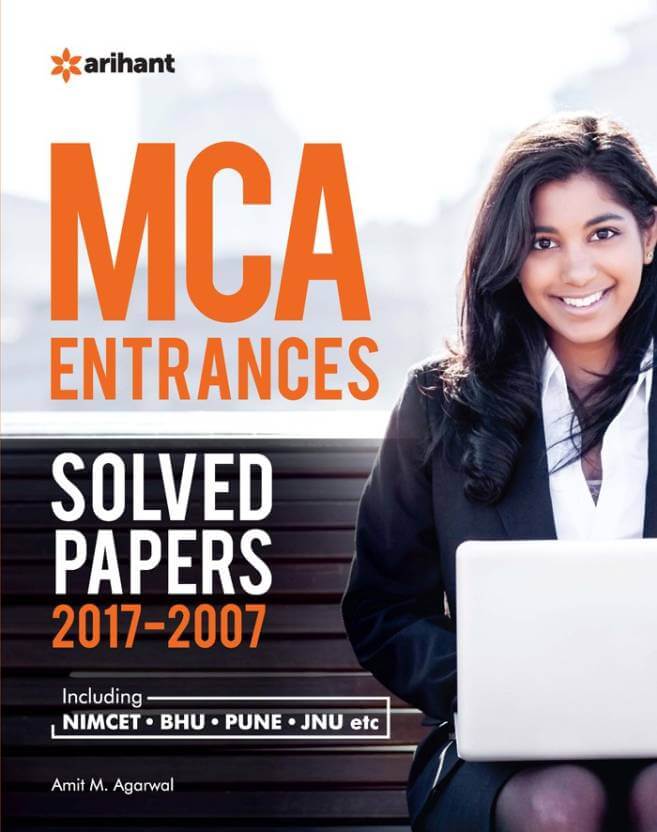 arihant
MCA
ENTRANCES
SOLVED
PAPERS
2017-2007
Including
NIMCET • BHU • PUNE • JNU etc
Amit M. Agarwal